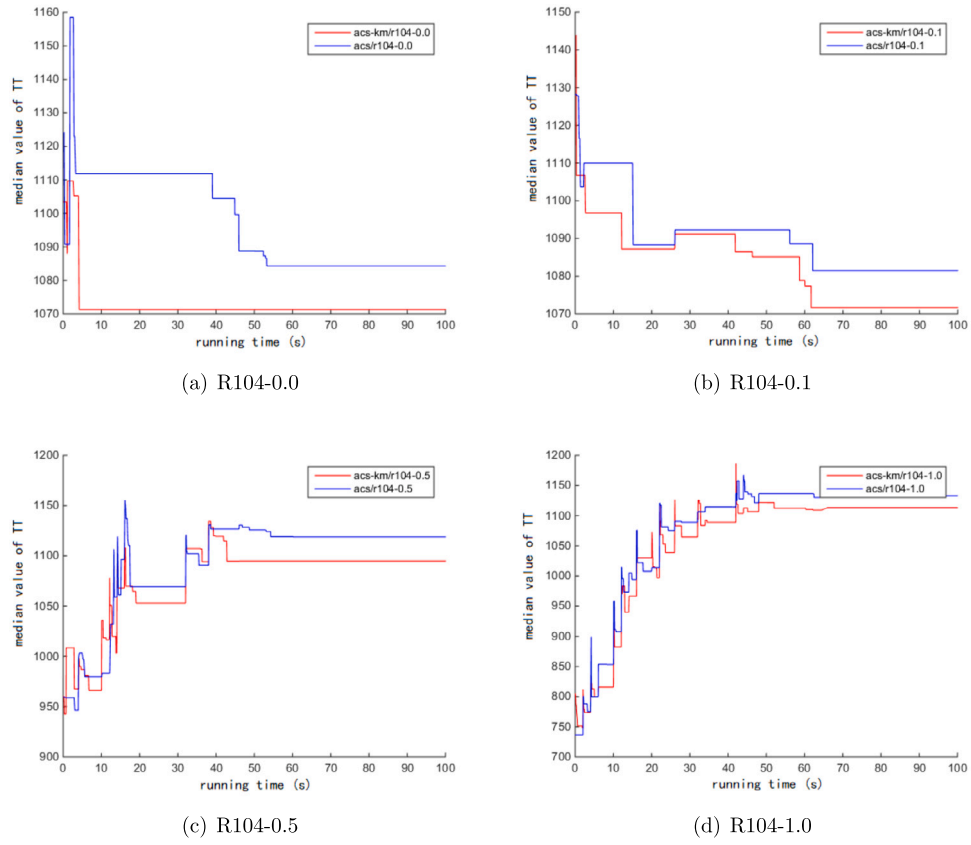 1160
1150
1140
1130
1120
1110
1100
1090
1080
1070
0 10 20 30 40 50 60 70 80 90 100
median value of TT
running time (s)
acs-km/r104-0.0
acs/r104-0.0
(a) R104-0.0
1150
1140
1130
1120
1110
1100
1090
1080
1070
0 10 20 30 40 50 60 70 80 90 100
median value of TT
running time (s)
acs-km/r104-0.1
acs/r104-0.1
(b) R104-0.1
1200
1150
1100
1050
1000
950
900
0 10 20 30 40 50 60 70 80 90 100
median value of TT
running time (s)
acs-km/r104-0.5
acs/r104-0.5
(c) R104-0.5
1200
1150
1100
1050
1000
950
900
850
800
750
700
0 10 20 30 40 50 60 70 80 90 100
median value of TT
running time (s)
acs-km/r104-1.0
acs/r104-1.0
(d) R104-1.0